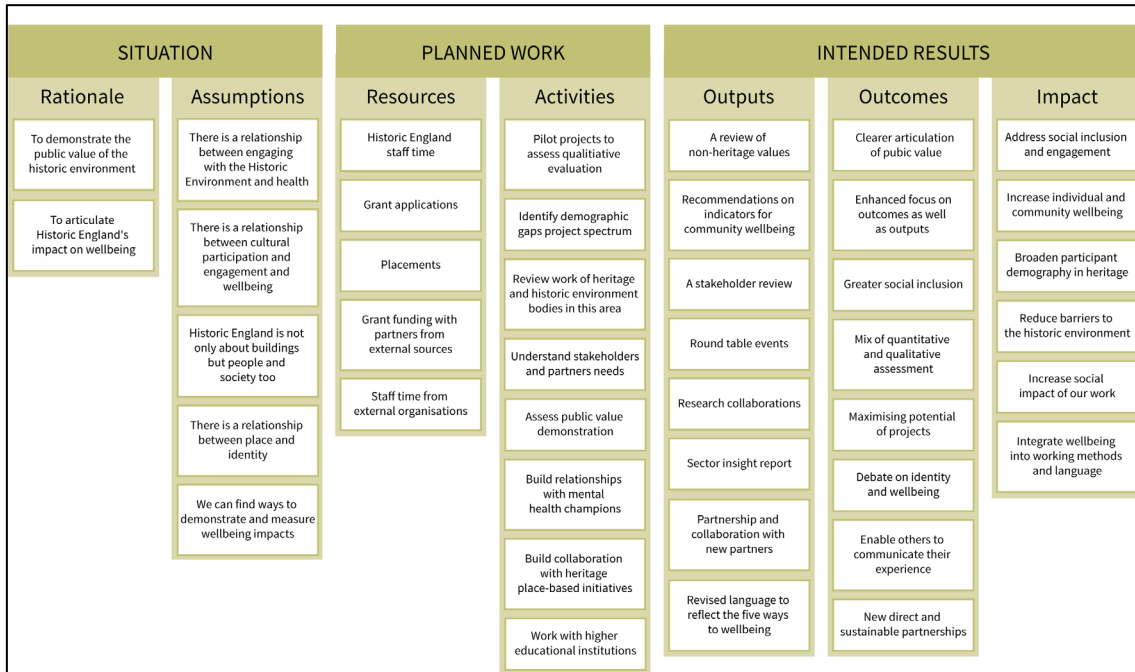 SITUATION
Rationale
To demonstrate the
public value of the
historic environment
To articulate
Historic England's
impact on wellbeing
Assumptions
There is a relationship
between engaging
with the Historic
Environment and health
There is a relationship
between cultural
participation and
engagement and
wellbeing
Historic England is not
only about buildings
but people and
society too
There is a relationship
between place and
identity
We can find ways to
demonstrate and measure
wellbeing impacts
PLANNED WORK
Resources
Historic England
staff time
Grant applications
Placements
Grant funding with
partners from
external sources
Staff time from
external organisations
Activities
Pilot projects to
assess qualitative
evaluation
Identify demographic
gaps project spectrum
Review work of heritage
and historic environment
bodies in this area
Understand stakeholders
and partners needs
Assess public value
demonstration
Build relationships
with mental
health champions
Build collaboration
with heritage
place-based initiatives
Work with higher
educational institutions
INTENDED RESULTS
Outputs
A review of
non-heritage values
Recommendations on
indicators for
community wellbeing
A stakeholder review
Round table events
Research collaborations
Sector insight report
Partnership and
collaboration with
new partners
Revised language to
reflect the five ways
to wellbeing
Outcomes
Clearer articulation
of pubic value
Enhanced focus on
outcomes as well
as outputs
Greater social inclusion
Mix of quantitative
and qualitative
assessment
Maximising potential
of projects
Debate on identity
and wellbeing
Enable others to
communicate their
experience
New direct and
sustainable partnerships
Impact
Address social inclusion
and engagement
Increase individual and
community wellbeing
Broaden participant
demography in heritage
Reduce barriers to
the historic environment
Increase social
impact of our work
Integrate wellbeing
into working methods
and language